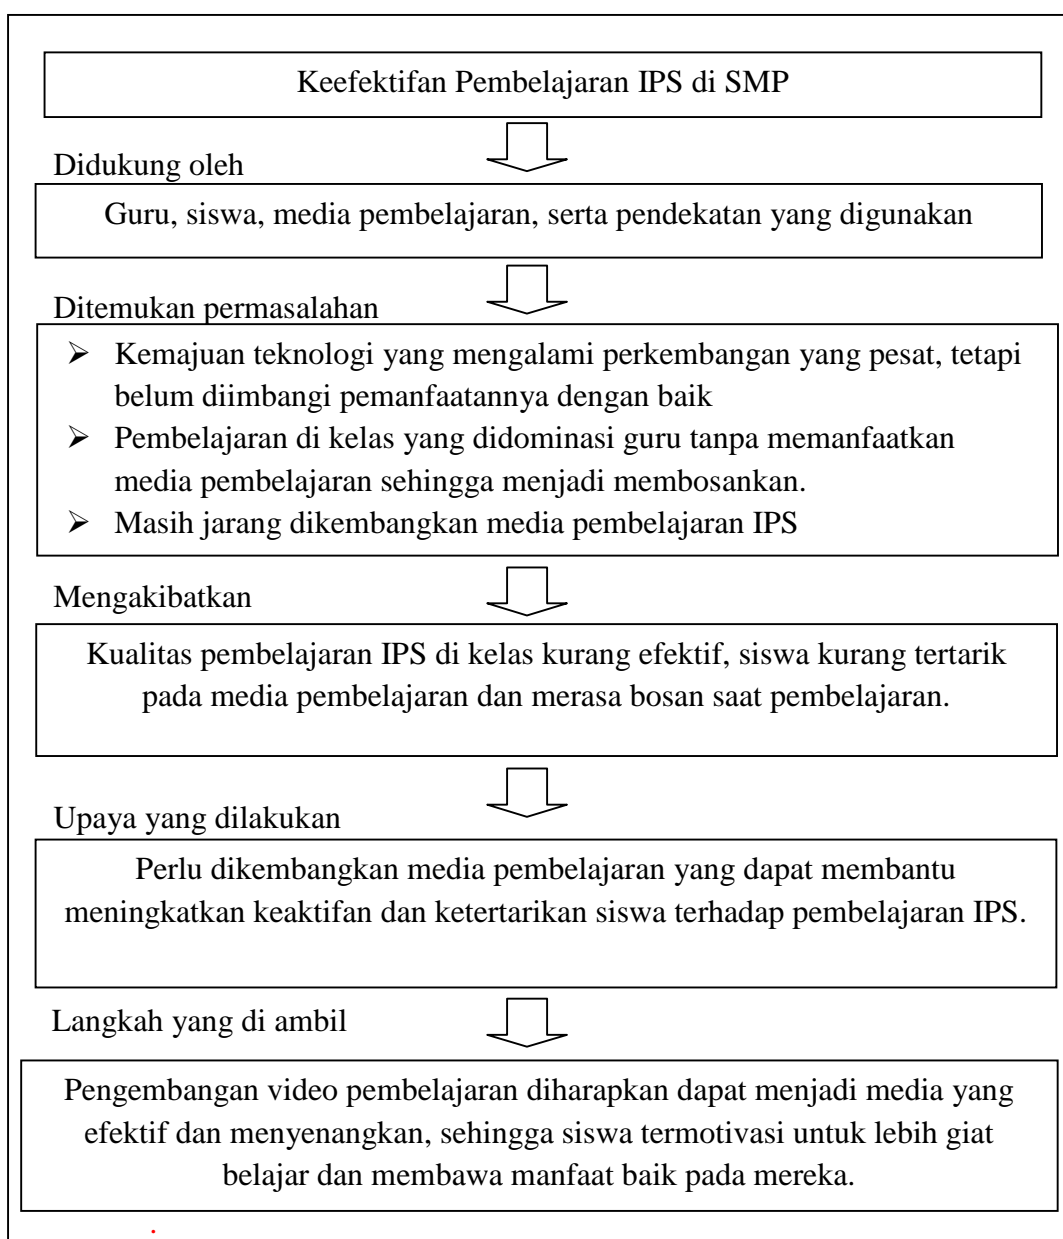 Keefektifan Pembelajaran IPS di SMP
Didukung oleh
Guru, siswa, media pembelajaran, serta pendekatan yang digunakan
Ditemukan permasalahan
➢ Kemajuan teknologi yang mengalami perkembangan yang pesat, tetapi
belum diimbangi pemanfaatannya dengan baik
➢ Pembelajaran di kelas yang didominasi guru tanpa memanfaatkan
media pembelajaran sehingga menjadi membosankan.
➢ Masih jarang dikembangkan media pembelajaran IPS
Mengakibatkan
Kualitas pembelajaran IPS di kelas kurang efektif, siswa kurang tertarik
pada media pembelajaran dan merasa bosan saat pembelajaran.
Upaya yang dilakukan
Perlu dikembangkan media pembelajaran yang dapat membantu
meningkatkan keaktifan dan ketertarikan siswa terhadap pembelajaran IPS.
Langkah yang di ambil
Pengembangan video pembelajaran diharapkan dapat menjadi media yang
efektif dan menyenangkan, sehingga siswa termotivasi untuk lebih giat
belajar dan membawa manfaat baik pada mereka.
.